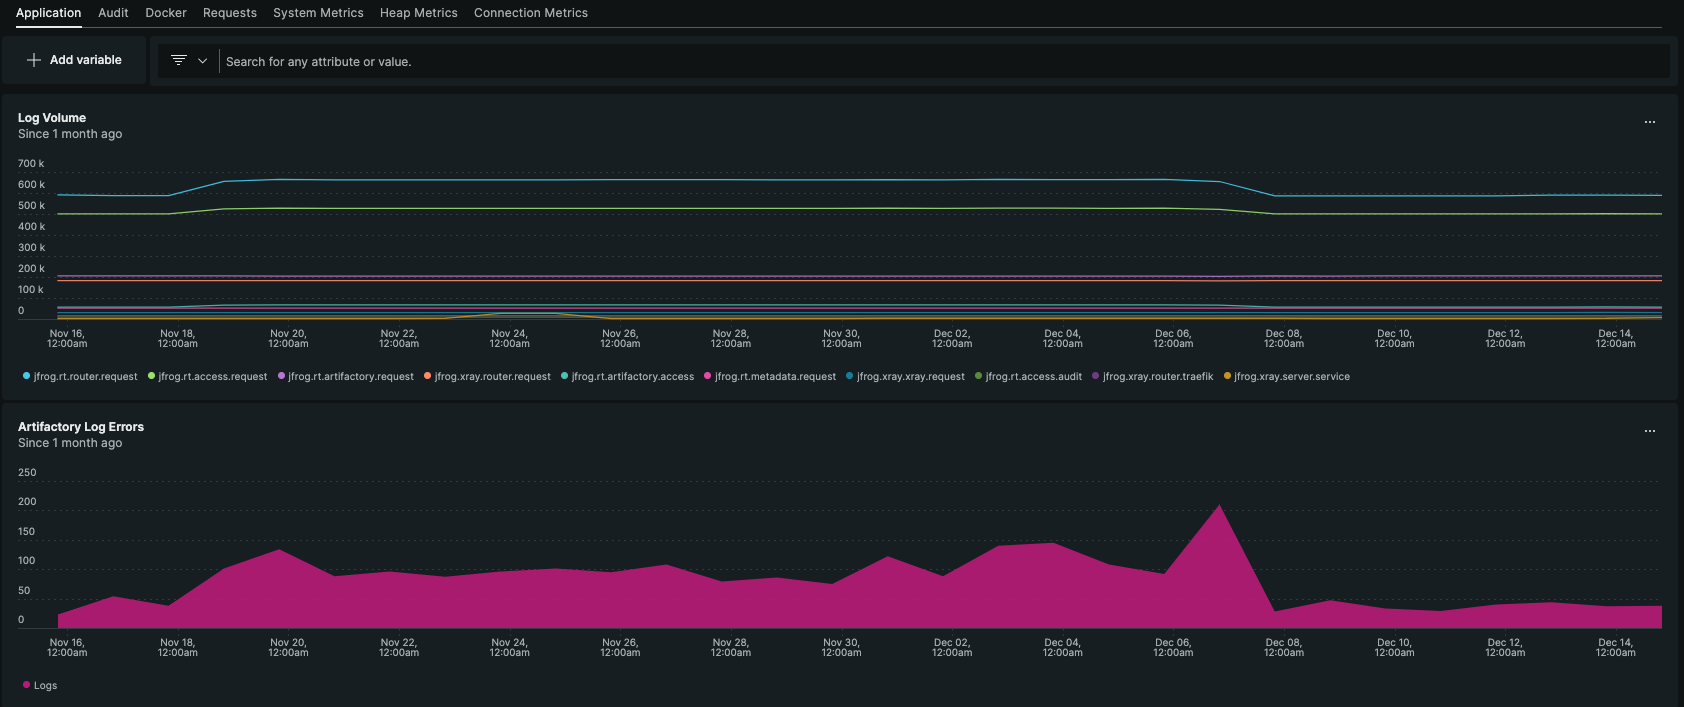 Application Audit Docker Requests System Metrics Heap Metrics Connection Metrics
Add variable
Search for any attribute or value.
Log Volume
Since 1 month ago
...
700 k
600 k
500 k
400 k
300 k
200 k
100 k
0
Nov 16, Nov 18, Nov 20, Nov 22, Nov 24, Nov 26, Nov 28, Nov 30, Dec 02, Dec 04, Dec 06, Dec 08, Dec 10, Dec 12, Dec 14,
12:00am 12:00am 12:00am 12:00am 12:00am 12:00am 12:00am 12:00am 12:00am 12:00am 12:00am 12:00am 12:00am 12:00am 12:00am
jfrog.rt.router.request jfrog.rt.access.request jfrog.rt.artifactory.request jfrog.xray.router.request jfrog.rt.artifactory.access jfrog.rt.metadata.request jfrog.xray.xray.request jfrog.rt.access.audit jfrog.xray.router.traefik jfrog.xray.server.service
Artifactory Log Errors
Since 1 month ago
...
250
200
150
100
50
0
Nov 16, Nov 18, Nov 20, Nov 22, Nov 24, Nov 26, Nov 28, Nov 30, Dec 02, Dec 04, Dec 06, Dec 08, Dec 10, Dec 12, Dec 14,
12:00am 12:00am 12:00am 12:00am 12:00am 12:00am 12:00am 12:00am 12:00am 12:00am 12:00am 12:00am 12:00am 12:00am 12:00am
Logs